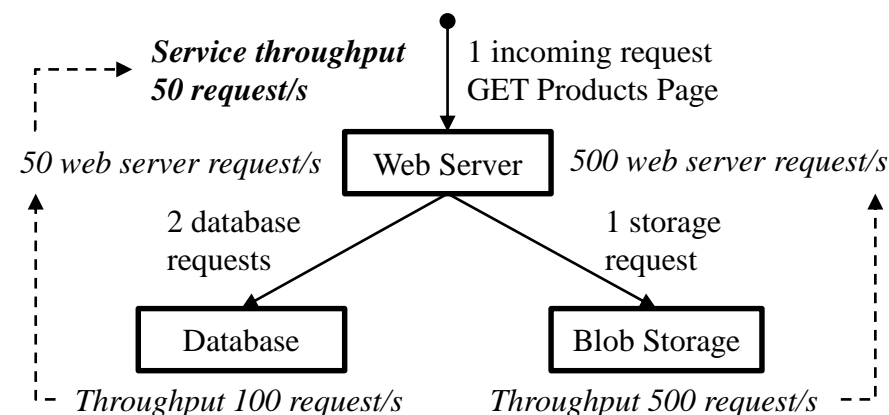 Service throughput
50 request/s
1 incoming request
GET Products Page
50 web server request/s
Web Server
500 web server request/s
2 database
requests
1 storage
request
Database
Blob Storage
Throughput 100 request/s
Throughput 500 request/s